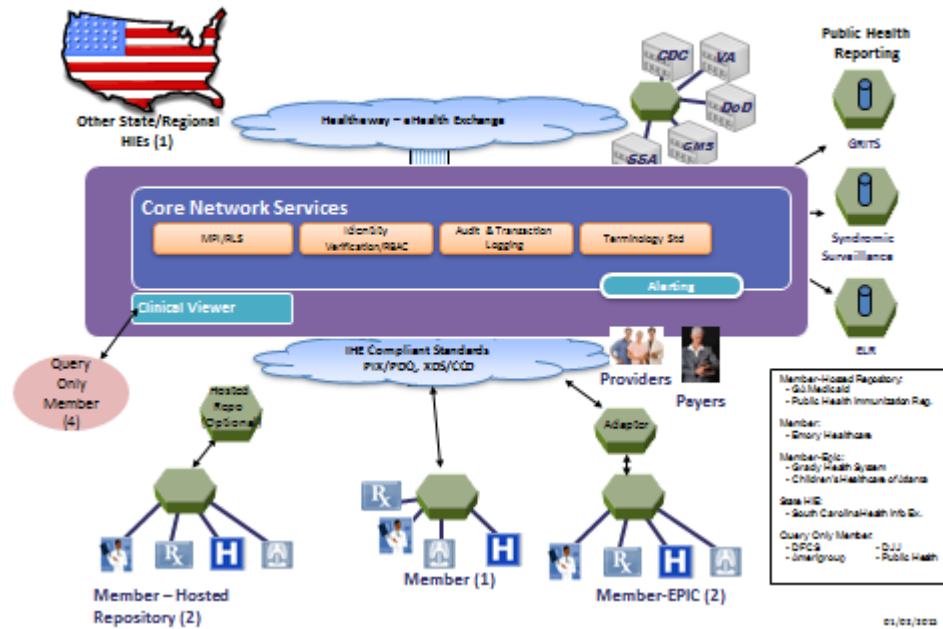 Other State/Regional
HIEs (1)
Healtheway – eHealth Exchange
CDC
VA
DoD
CMS
SSA
Public Health
Reporting
GRITS
Syndromic
Surveillance
ELR
Core Network Services
MPI/RLS
Identity
Verification/RBAC
Audit & Transaction
Logging
Terminology Std
Alerting
Clinical Viewer
Query
Only
Member
(4)
IHE Compliant Standards
PIX/PDQ, XDS/CCD
Providers
Payers
Hosted
Repo
(Optional)
Adaptor
Rx
H
Member – Hosted
Repository (2)
Rx
H
Member (1)
Rx
H
Member-EPIC (2)
Member-Hosted Repository:
- GA Medicaid
- Public Health Immunization Reg.
Member:
- Emory Healthcare
Member-Epic:
- Grady Health System
- Children's Healthcare of Atlanta
State HIE:
- South Carolina Health Info Ex.
Query Only Member:
- DFCS - DJJ
- Amerigroup - Public Health